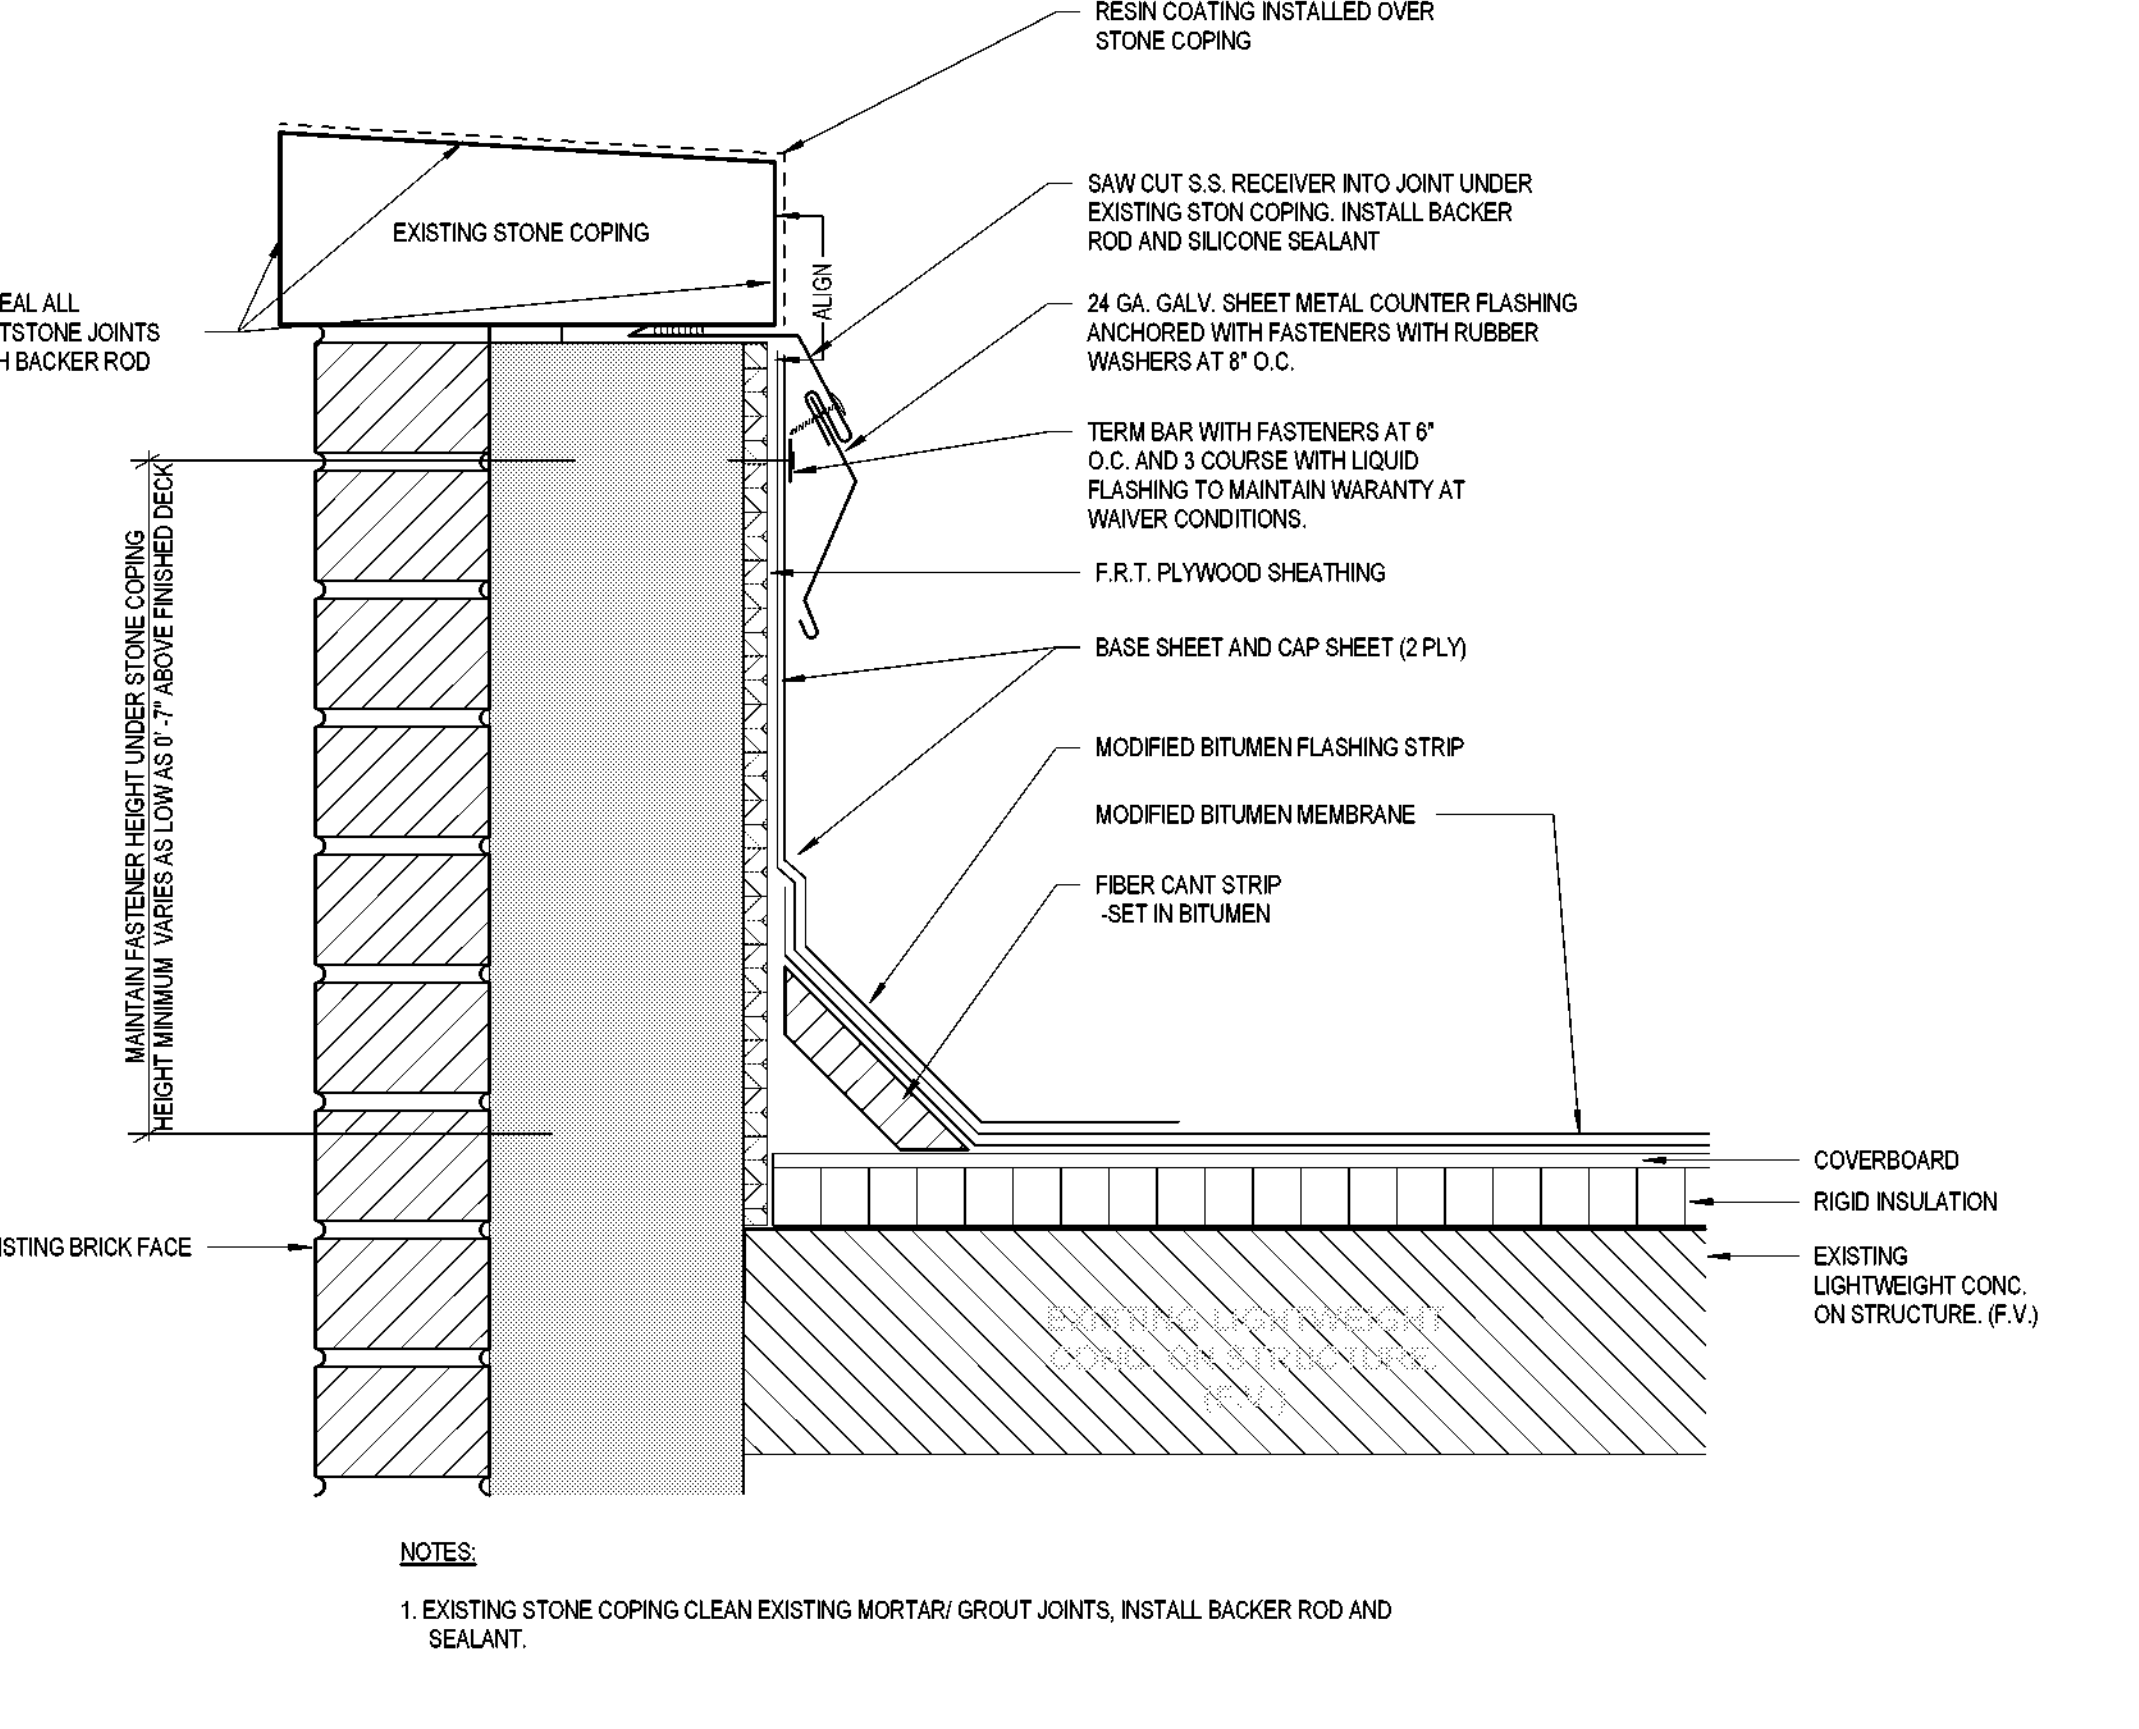 RESIN COATING INSTALLED OVER
STONE COPING
EXISTING STONE COPING
SAW CUT S.S. RECEIVER INTO JOINT UNDER
EXISTING STON COPING. INSTALL BACKER
ROD AND SILICONE SEALANT
ALIGN
EAL ALL
TSTONE JOINTS
H BACKER ROD
24 GA. GALV. SHEET METAL COUNTER FLASHING
ANCHORED WITH FASTENERS WITH RUBBER
WASHERS AT 8" O.C.
TERM BAR WITH FASTENERS AT 6"
O.C. AND 3 COURSE WITH LIQUID
FLASHING TO MAINTAIN WARANTY AT
WAIVER CONDITIONS.
F.R.T. PLYWOOD SHEATHING
BASE SHEET AND CAP SHEET (2 PLY)
MAINTAIN FASTENER HEIGHT UNDER STONE COPING
HEIGHT MINIMUM VARIES AS LOW AS 0' -7" ABOVE FINISHED DECK
MODIFIED BITUMEN FLASHING STRIP
MODIFIED BITUMEN MEMBRANE
FIBER CANT STRIP
-SET IN BITUMEN
COVERBOARD
RIGID INSULATION
ISTING BRICK FACE
EXISTING
LIGHTWEIGHT CONC.
ON STRUCTURE. (F.V.)
EXISTING LIGHTWEIGHT
CONC. ON STRUCTURE.
(F.V.)
NOTES:
1. EXISTING STONE COPING CLEAN EXISTING MORTAR/ GROUT JOINTS, INSTALL BACKER ROD AND
SEALANT.